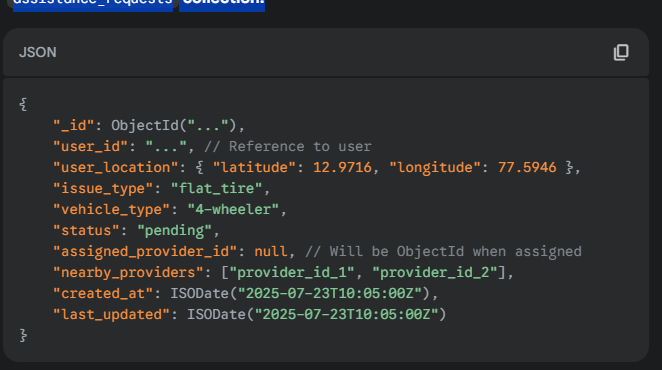 assistance_requests collection:
JSON
{
"_id": ObjectId("..."),
"user_id": "...", // Reference to user
"user_location": { "latitude": 12.9716, "longitude": 77.5946 },
"issue_type": "flat_tire",
"vehicle_type": "4-wheeler",
"status": "pending",
"assigned_provider_id": null, // Will be ObjectId when assigned
"nearby_providers": ["provider_id_1", "provider_id_2"],
"created_at": ISODate("2025-07-23T10:05:00Z"),
"last_updated": ISODate("2025-07-23T10:05:00Z")
}